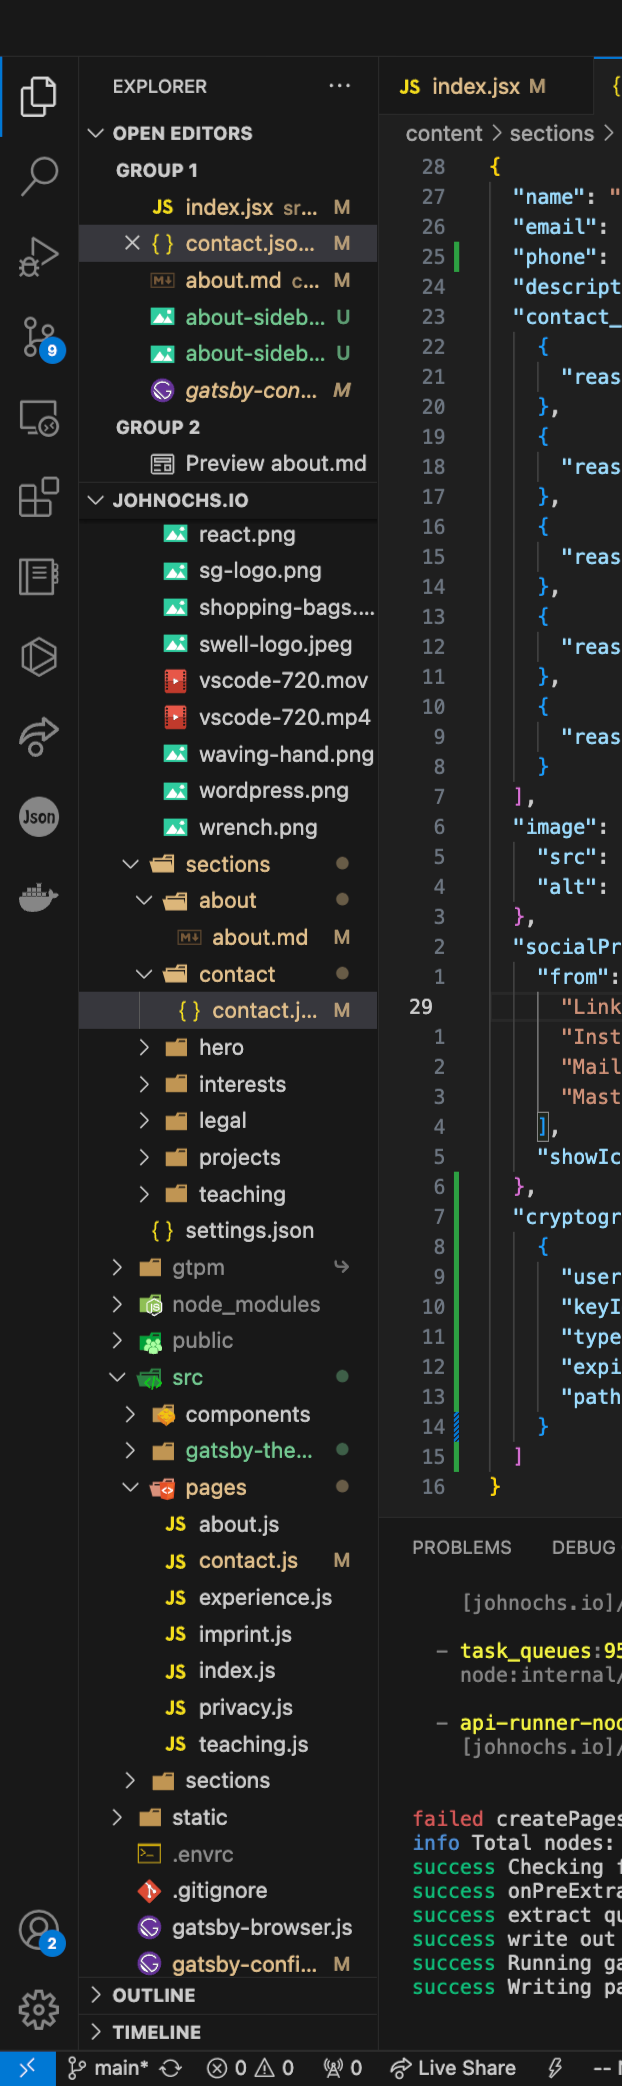 EXPLORER
OPEN EDITORS
GROUP 1
JS index.jsx sr... M
{ } contact.jso... M
M↓ about.md c... M
about-sideb... U
about-sideb... U
gatsby-con... M
GROUP 2
Preview about.md
JOHNOCHS.IO
react.png
sg-logo.png
shopping-bags....
swell-logo.jpeg
vscode-720.mov
vscode-720.mp4
waving-hand.png
wordpress.png
wrench.png
sections
about
M↓ about.md M
contact
{ } contact.j... M
hero
interests
legal
projects
teaching
{ } settings.json
gtpm
node_modules
public
src
components
gatsby-the...
pages
JS about.js
JS contact.js M
JS experience.js
JS imprint.js
JS index.js
JS privacy.js
JS teaching.js
sections
static
.envrc
.gitignore
gatsby-browser.js
gatsby-confi... M
OUTLINE
TIMELINE
9
Json
2
JS index.jsx M {
content > sections >
28 {
27 "name": "
26 "email":
25 "phone":
24 "descript
23 "contact_
22 {
21 "reas
20 },
19 {
18 "reas
17 },
16 {
15 "reas
14 },
13 {
12 "reas
11 },
10 {
9 "reas
8 }
7 ],
6 "image":
5 "src":
4 "alt":
3 },
2 "socialPr
1 "from":
29 "Link
1 "Inst
2 "Mail
3 "Mast
4 ],
5 "showIc
6 },
7 "cryptogr
8 {
9 "user
10 "keyI
11 "type
12 "expi
13 "path
14 }
15 ]
16 }
PROBLEMS DEBUG
[johnochs.io]/
- task_queues:95
node:internal/
- api-runner-nod
[johnochs.io]/
failed createPages
info Total nodes:
success Checking f
success onPreExtra
success extract qu
success write out
success Running ga
success Writing pa
main* 0 0 0 Live Share --